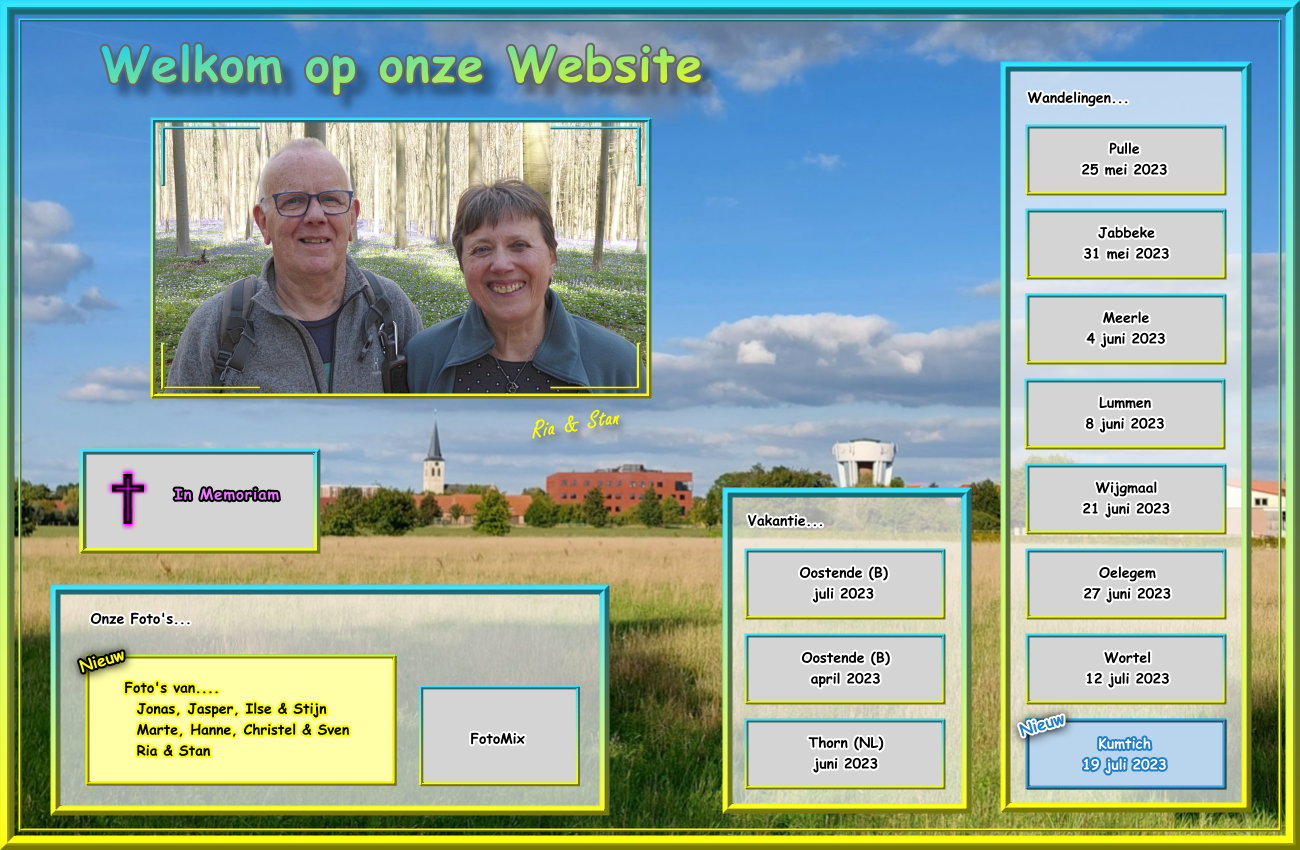 Welkom op onze Website
Ria & Stan
In Memoriam
Onze Foto's...
Nieuw
Foto's van....
Jonas, Jasper, Ilse & Stijn
Marte, Hanne, Christel & Sven
Ria & Stan
FotoMix
Vakantie...
Oostende (B)
juli 2023
Oostende (B)
april 2023
Thorn (NL)
juni 2023
Wandelingen...
Pulle
25 mei 2023
Jabbeke
31 mei 2023
Meerle
4 juni 2023
Lummen
8 juni 2023
Wijgmaal
21 juni 2023
Oelegem
27 juni 2023
Wortel
12 juli 2023
Nieuw
Kumtich
19 juli 2023